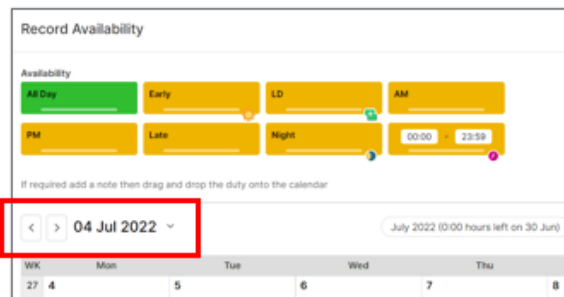 Record Availability
Availability
All Day Early LD AM
PM Late Night 00:00 - 23:59
If required add a note then drag and drop the duty onto the calendar
04 Jul 2022 July 2022 (0:00 hours left on 30 Jun)
WK Mon Tue Wed Thu
27 4 5 6 7 8